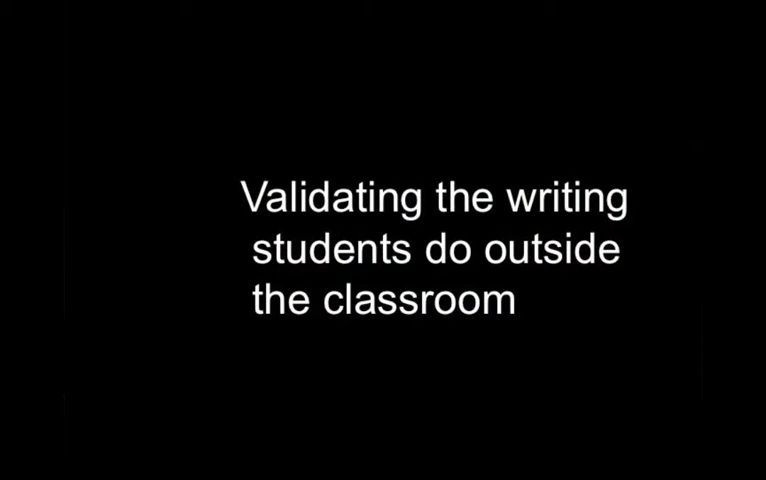 Validating the writing
students do outside
the classroom